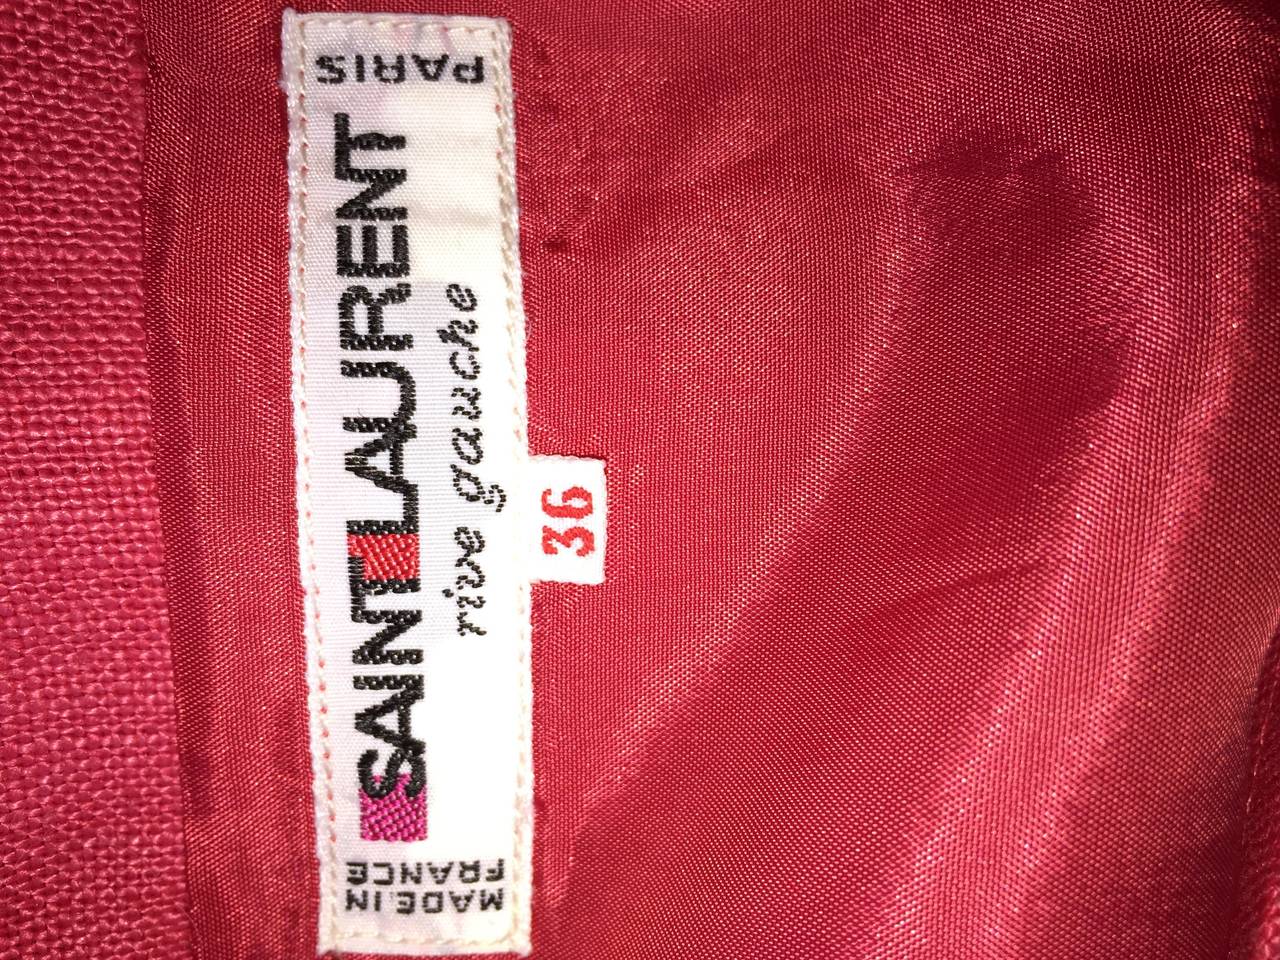 MADE IN
FRANCE
SAINT LAURENT
rive gauche
PARIS
36